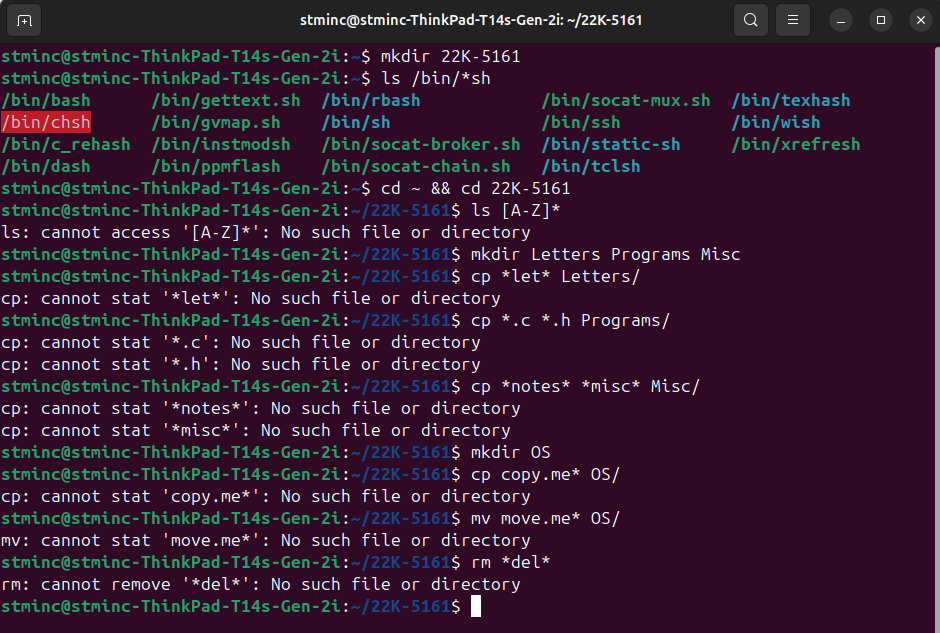 stminc@stminc-ThinkPad-T14s-Gen-2i: ~/22K-5161
stminc@stminc-ThinkPad-T14s-Gen-2i:~$ mkdir 22K-5161
stminc@stminc-ThinkPad-T14s-Gen-2i:~$ ls /bin/*sh
/bin/bash /bin/gettext.sh /bin/rbash /bin/socat-mux.sh /bin/texhash
/bin/chsh /bin/gvmap.sh /bin/sh /bin/ssh /bin/wish
/bin/c_rehash /bin/instmodsh /bin/socat-broker.sh /bin/static-sh /bin/xrefresh
/bin/dash /bin/ppmflash /bin/socat-chain.sh /bin/tclsh
stminc@stminc-ThinkPad-T14s-Gen-2i:~$ cd ~ && cd 22K-5161
stminc@stminc-ThinkPad-T14s-Gen-2i:~/22K-5161$ ls [A-Z]*
ls: cannot access '[A-Z]*': No such file or directory
stminc@stminc-ThinkPad-T14s-Gen-2i:~/22K-5161$ mkdir Letters Programs Misc
stminc@stminc-ThinkPad-T14s-Gen-2i:~/22K-5161$ cp *let* Letters/
cp: cannot stat '*let*': No such file or directory
stminc@stminc-ThinkPad-T14s-Gen-2i:~/22K-5161$ cp *.c *.h Programs/
cp: cannot stat '*.c': No such file or directory
cp: cannot stat '*.h': No such file or directory
stminc@stminc-ThinkPad-T14s-Gen-2i:~/22K-5161$ cp *notes* *misc* Misc/
cp: cannot stat '*notes*': No such file or directory
cp: cannot stat '*misc*': No such file or directory
stminc@stminc-ThinkPad-T14s-Gen-2i:~/22K-5161$ mkdir OS
stminc@stminc-ThinkPad-T14s-Gen-2i:~/22K-5161$ cp copy.me* OS/
cp: cannot stat 'copy.me*': No such file or directory
stminc@stminc-ThinkPad-T14s-Gen-2i:~/22K-5161$ mv move.me* OS/
mv: cannot stat 'move.me*': No such file or directory
stminc@stminc-ThinkPad-T14s-Gen-2i:~/22K-5161$ rm *del*
rm: cannot remove '*del*': No such file or directory
stminc@stminc-ThinkPad-T14s-Gen-2i:~/22K-5161$